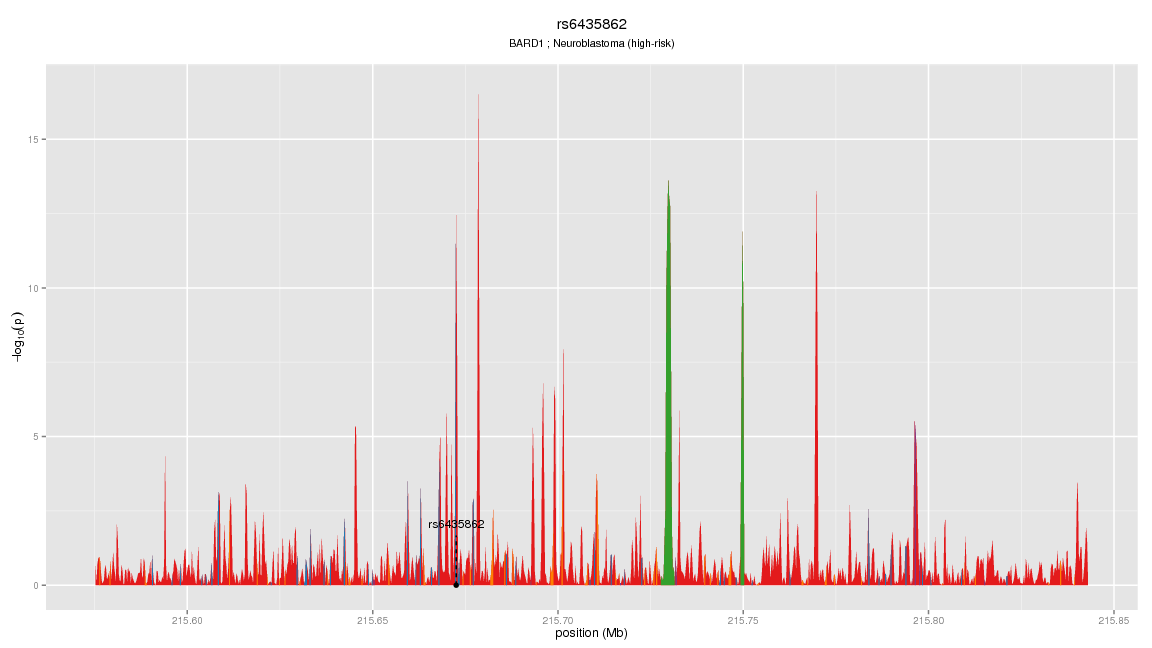 rs6435862
BARD1 ; Neuroblastoma (high-risk)
−log10(p)
15
10
5
0
rs6435862
215.60 215.65 215.70 215.75 215.80 215.85
position (Mb)